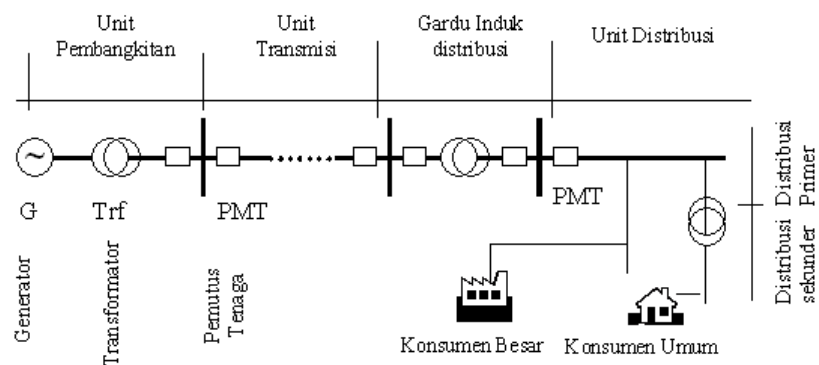 Unit
Pembangkitan
Unit
Transmisi
Gardu Induk
distribusi
Unit Distribusi
~
G
Trf
PMT
PMT
Generator
Transformator
Pemutus
Tenaga
Distribusi
Primer
Distribusi
sekunder
Konsumen Besar
Konsumen Umum